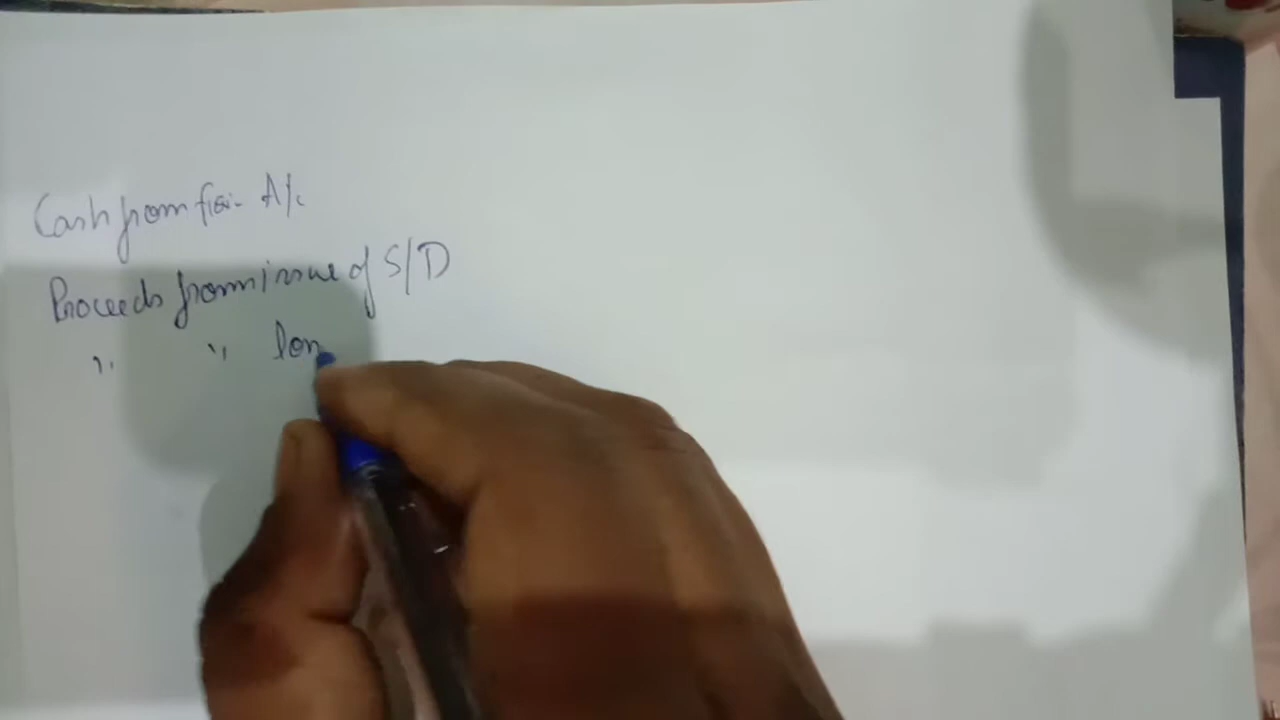 Cash from fin. A/c
Proceeds from issue of S/D
" " lon